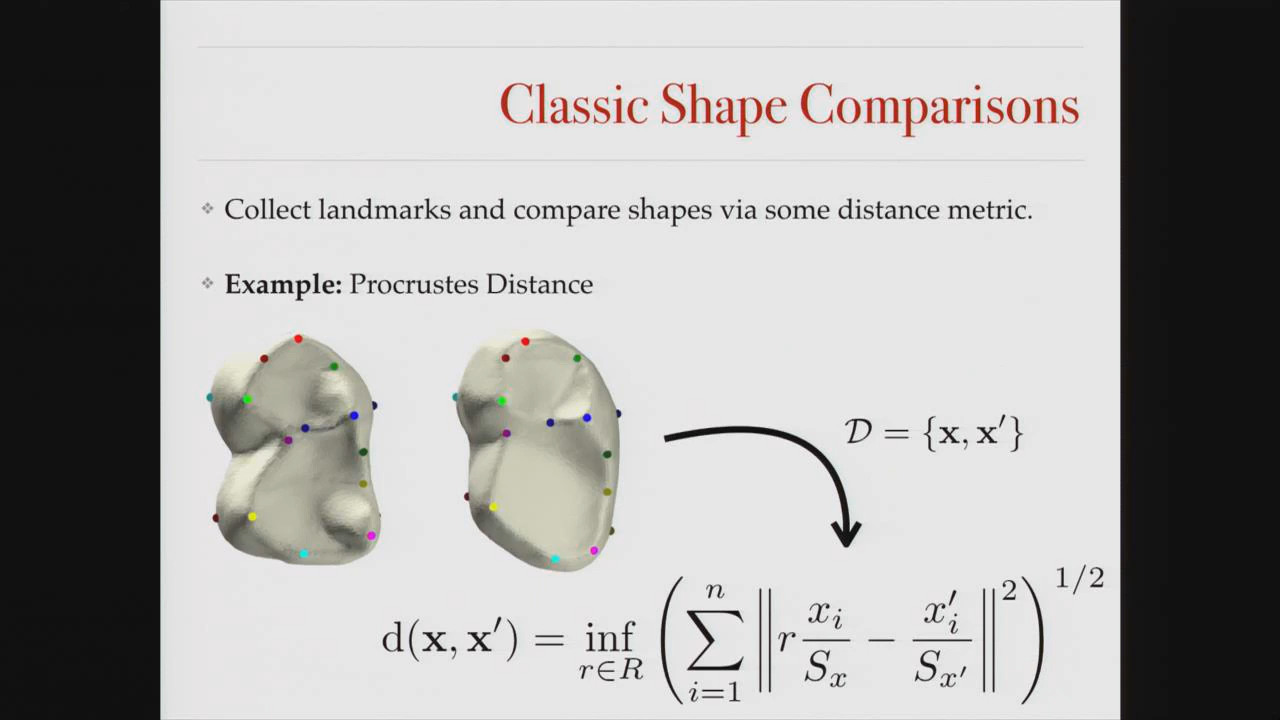 Classic Shape Comparisons
❖ Collect landmarks and compare shapes via some distance metric.
❖ Example: Procrustes Distance
𝒟 = {𝐱, 𝐱′}
d(𝐱, 𝐱′) = inf_{r∈R} ( ∑_{i=1}^{n} ‖ r x_i/S_x − x′_i/S_{x′} ‖² )^{1/2}